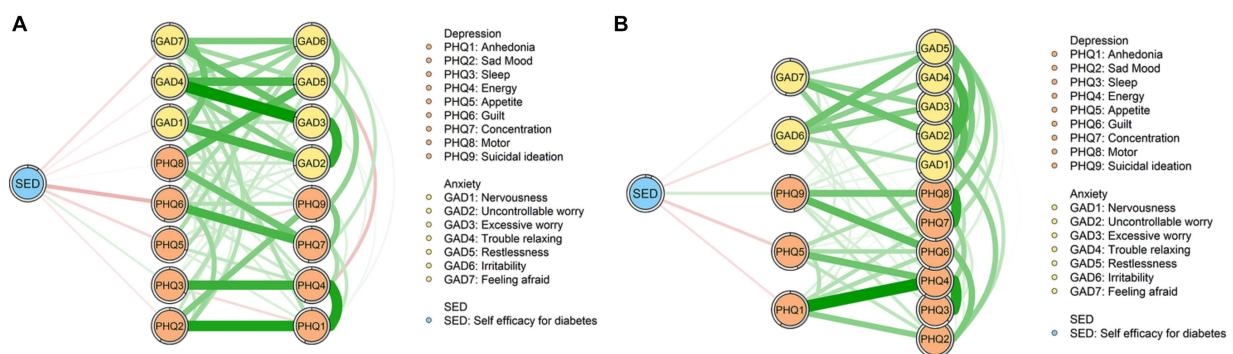 A
GAD7
GAD6
GAD4
GAD5
GAD1
GAD3
PHQ8
GAD2
SED
PHQ6
PHQ9
PHQ5
PHQ7
PHQ3
PHQ4
PHQ2
PHQ1
Depression
PHQ1: Anhedonia
PHQ2: Sad Mood
PHQ3: Sleep
PHQ4: Energy
PHQ5: Appetite
PHQ6: Guilt
PHQ7: Concentration
PHQ8: Motor
PHQ9: Suicidal ideation
Anxiety
GAD1: Nervousness
GAD2: Uncontrollable worry
GAD3: Excessive worry
GAD4: Trouble relaxing
GAD5: Restlessness
GAD6: Irritability
GAD7: Feeling afraid
SED
SED: Self efficacy for diabetes
B
GAD5
GAD7
GAD4
GAD3
GAD6
GAD2
GAD1
SED
PHQ9
PHQ8
PHQ7
PHQ5
PHQ6
PHQ4
PHQ1
PHQ3
PHQ2
Depression
PHQ1: Anhedonia
PHQ2: Sad Mood
PHQ3: Sleep
PHQ4: Energy
PHQ5: Appetite
PHQ6: Guilt
PHQ7: Concentration
PHQ8: Motor
PHQ9: Suicidal ideation
Anxiety
GAD1: Nervousness
GAD2: Uncontrollable worry
GAD3: Excessive worry
GAD4: Trouble relaxing
GAD5: Restlessness
GAD6: Irritability
GAD7: Feeling afraid
SED
SED: Self efficacy for diabetes